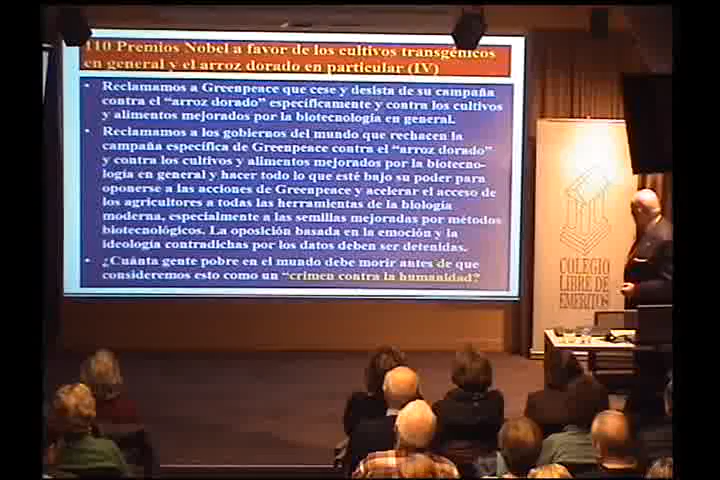 110 Premios Nobel a favor de los cultivos transgénicos
en general y el arroz dorado en particular (IV)
• Reclamamos a Greenpeace que cese y desista de su campaña
contra el “arroz dorado” específicamente y contra los cultivos
y alimentos mejorados por la biotecnología en general.
• Reclamamos a los gobiernos del mundo que rechacen la
campaña específica de Greenpeace contra el “arroz dorado”
y contra los cultivos y alimentos mejorados por la biotecno-
logía en general y hacer todo lo que esté bajo su poder para
oponerse a las acciones de Greenpeace y acelerar el acceso de
los agricultores a todas las herramientas de la biología
moderna, especialmente a las semillas mejoradas por métodos
biotecnológicos. La oposición basada en la emoción y la
ideología contradichas por los datos deben ser detenidas.
• ¿Cuánta gente pobre en el mundo debe morir antes de que
consideremos esto como un “crimen contra la humanidad?
COLEGIO
LIBRE DE
EMÉRITOS